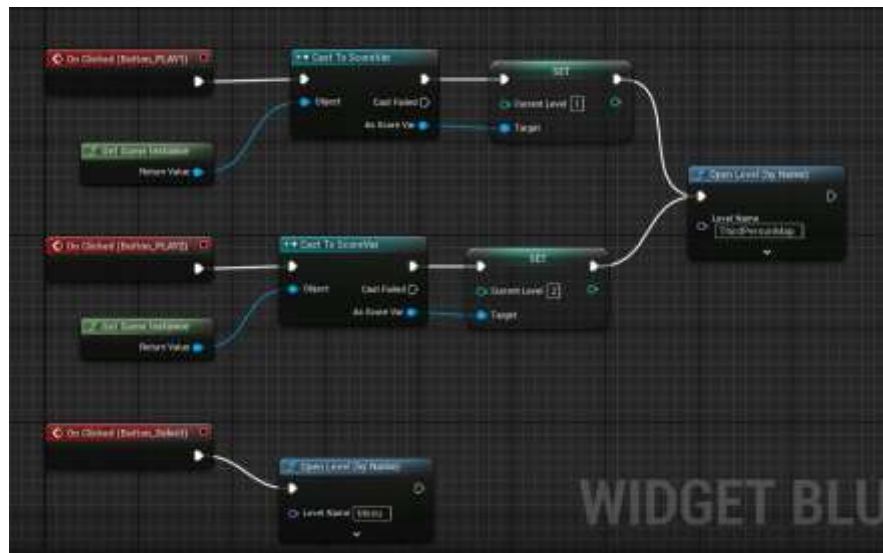 On Clicked (Button_PLAY1)
Cast To ScoreVar
SET
Object
Cast Failed
Current Level 1
As Score Var
Target
Get Game Instance
Return Value
Open Level (by Name)
Level Name
ThirdPersonMap
On Clicked (Button_PLAY2)
Cast To ScoreVar
SET
Object
Cast Failed
Current Level 2
As Score Var
Target
Get Game Instance
Return Value
On Clicked (Button_Select)
Open Level (by Name)
Level Name
WIDGET BLU